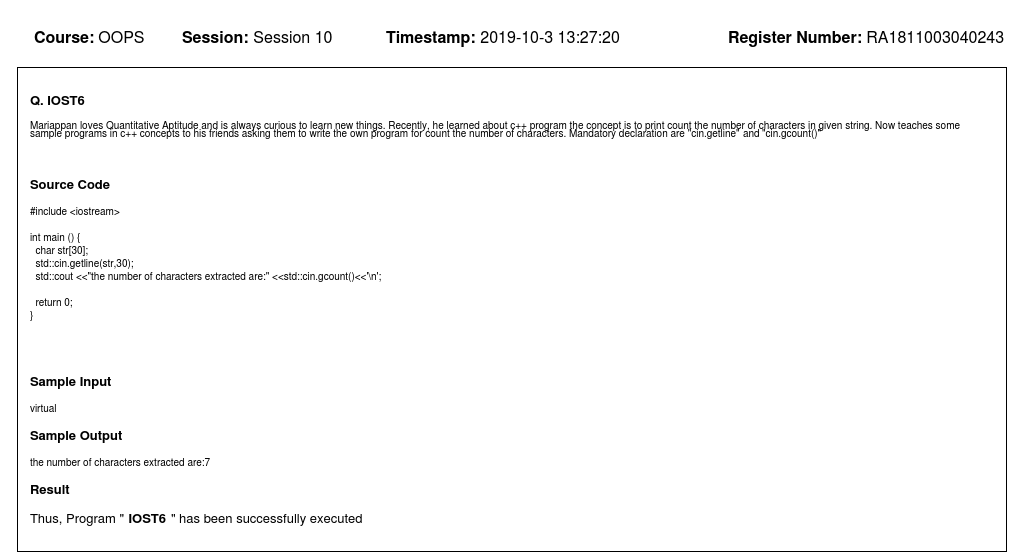 Course: OOPS Session: Session 10 Timestamp: 2019-10-3 13:27:20 Register Number: RA1811003040243
Q. IOST6
Mariappan loves Quantitative Aptitude and is always curious to learn new things. Recently, he learned about c++ program the concept is to print count the number of characters in given string. Now teaches some
sample programs in c++ concepts to his friends asking them to write the own program for count the number of characters. Mandatory declaration are "cin.getline" and "cin.gcount()"
Source Code
#include <iostream>
int main () {
char str[30];
std::cin.getline(str,30);
std::cout <<"the number of characters extracted are:" <<std::cin.gcount()<<'\n';
return 0;
}
Sample Input
virtual
Sample Output
the number of characters extracted are:7
Result
Thus, Program " IOST6 " has been successfully executed